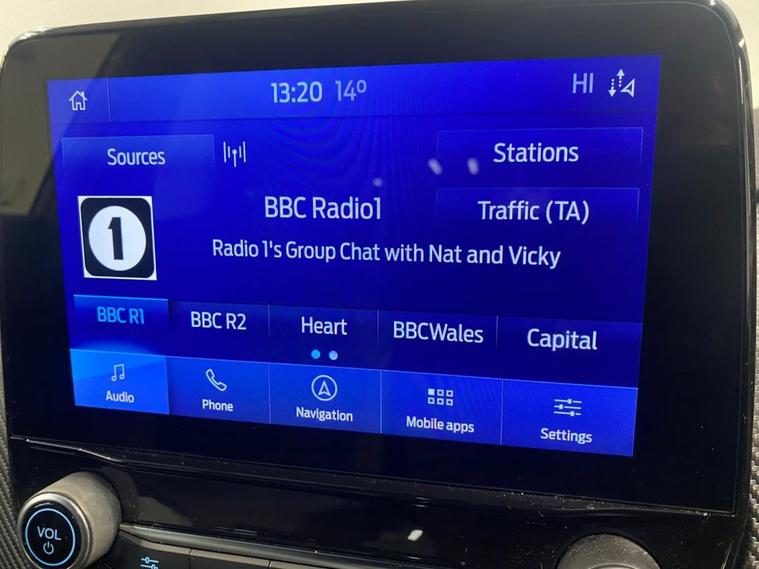 13:20 14° HI
Sources
Stations
BBC Radio1
Traffic (TA)
1
Radio 1's Group Chat with Nat and Vicky
BBC R1 BBC R2 Heart BBCWales Capital
Audio Phone Navigation Mobile apps Settings
VOL